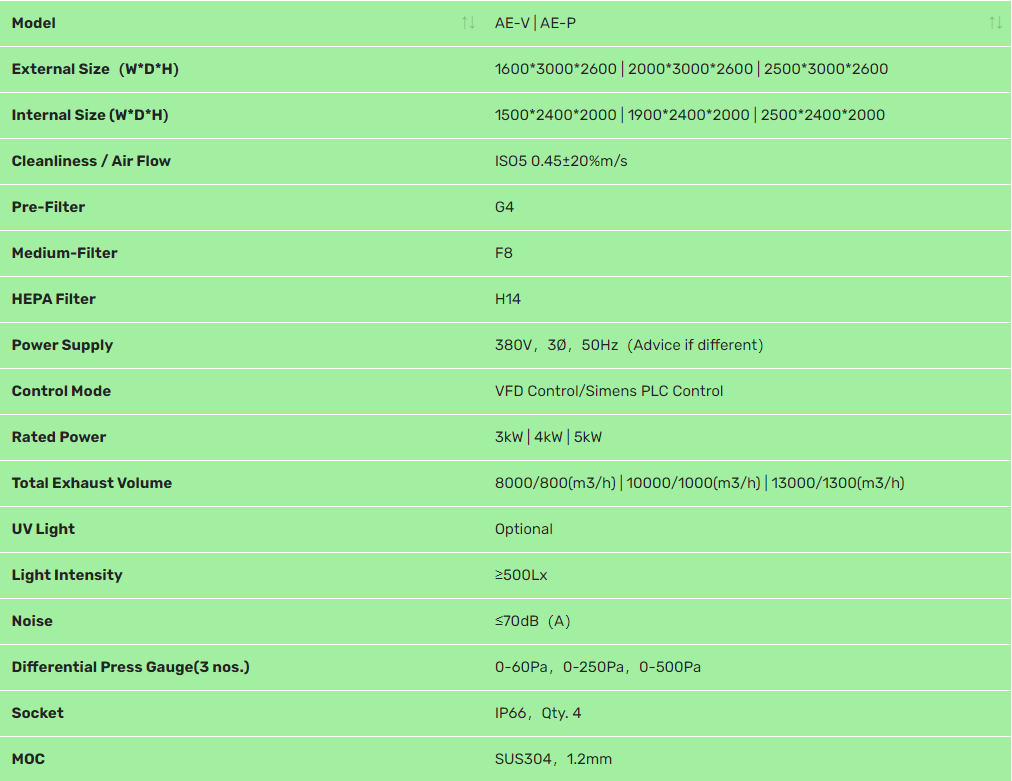 Model AE-V | AE-P
External Size（W*D*H) 1600*3000*2600 | 2000*3000*2600 | 2500*3000*2600
Internal Size (W*D*H) 1500*2400*2000 | 1900*2400*2000 | 2500*2400*2000
Cleanliness / Air Flow ISO5 0.45±20%m/s
Pre-Filter G4
Medium-Filter F8
HEPA Filter H14
Power Supply 380V，3Ø，50Hz（Advice if different）
Control Mode VFD Control/Simens PLC Control
Rated Power 3kW | 4kW | 5kW
Total Exhaust Volume 8000/800(m3/h) | 10000/1000(m3/h) | 13000/1300(m3/h)
UV Light Optional
Light Intensity ≥500Lx
Noise ≤70dB（A）
Differential Press Gauge(3 nos.) 0-60Pa，0-250Pa，0-500Pa
Socket IP66，Qty. 4
MOC SUS304，1.2mm